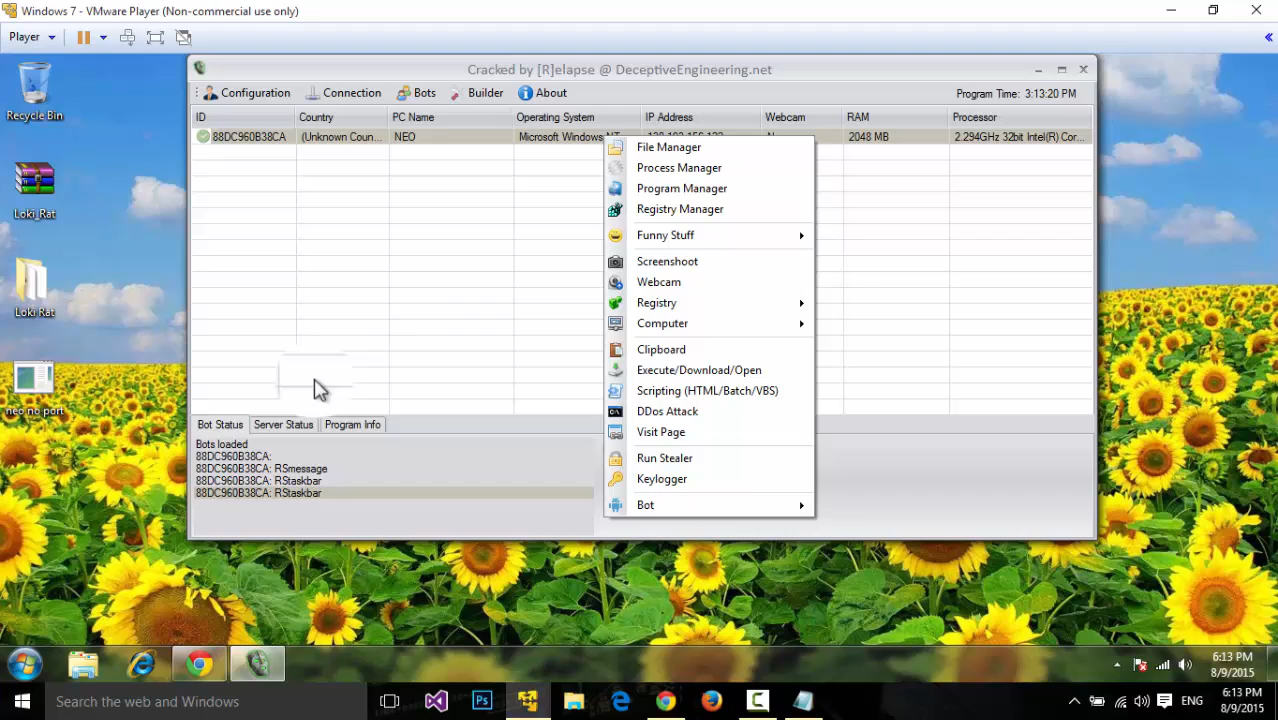 Windows 7 - VMware Player (Non-commercial use only)
Player
Cracked by [R]elapse @ DeceptiveEngineering.net
Configuration Connection Bots Builder About Program Time: 3:13:20 PM
ID Country PC Name Operating System IP Address Webcam RAM Processor
88DC960B38CA (Unknown Coun... NEO Microsoft Windows 2048 MB 2.294GHz 32bit Intel(R) Cor...
File Manager
Process Manager
Program Manager
Registry Manager
Funny Stuff
Screenshoot
Webcam
Registry
Computer
Clipboard
Execute/Download/Open
Scripting (HTML/Batch/VBS)
DDos Attack
Visit Page
Run Stealer
Keylogger
Bot
Bot Status Server Status Program Info
Bots loaded
88DC960B38CA:
88DC960B38CA: RSmessage
88DC960B38CA: RStaskbar
88DC960B38CA: RStaskbar
Recycle Bin
Loki_Rat
Loki Rat
neo no port
6:13 PM
8/9/2015
Search the web and Windows
ENG
6:13 PM
8/9/2015